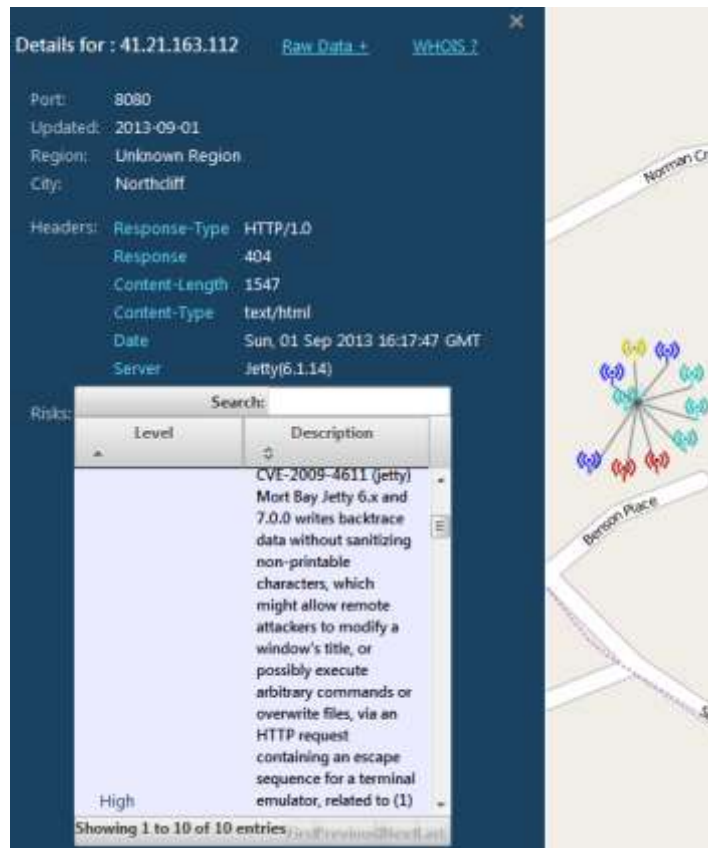 Details for : 41.21.163.112 Raw Data + WHOIS ?
Port: 8080
Updated: 2013-09-01
Region: Unknown Region
City: Northcliff
Headers: Response-Type HTTP/1.0
Response 404
Content-Length 1547
Content-Type text/html
Date Sun, 01 Sep 2013 16:17:47 GMT
Server Jetty(6.1.14)
Risks:
Search:
Level Description
CVE-2009-4611 (jetty)
Mort Bay Jetty 6.x and
7.0.0 writes backtrace
data without sanitizing
non-printable
characters, which
might allow remote
attackers to modify a
window's title, or
possibly execute
arbitrary commands or
overwrite files, via an
HTTP request
containing an escape
sequence for a terminal
High emulator, related to (1)
Showing 1 to 10 of 10 entries FirstPreviousNextLast
Norman Cr
Benson Place